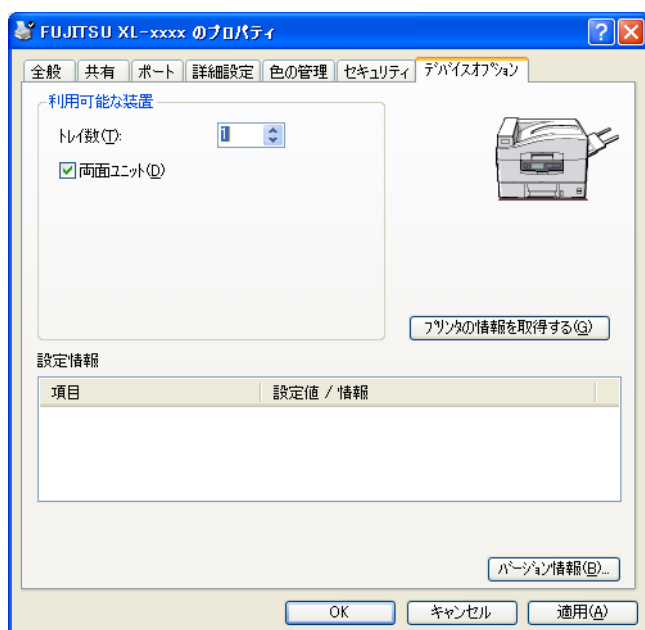 FUJITSU XL-xxxx のプロパティ
全般 共有 ポート 詳細設定 色の管理 セキュリティ デバイスオプション
利用可能な装置
トレイ数(T): 1
両面ユニット(D)
プリンタの情報を取得する(G)
設定情報
項目 設定値 / 情報
バージョン情報(B)...
OK キャンセル 適用(A)